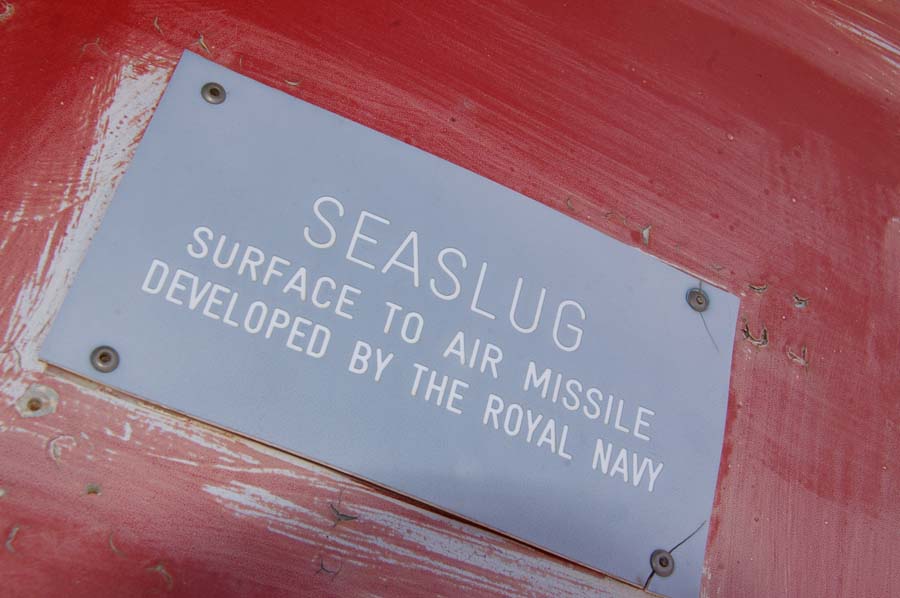 SEASLUG
SURFACE TO AIR MISSILE
DEVELOPED BY THE ROYAL NAVY